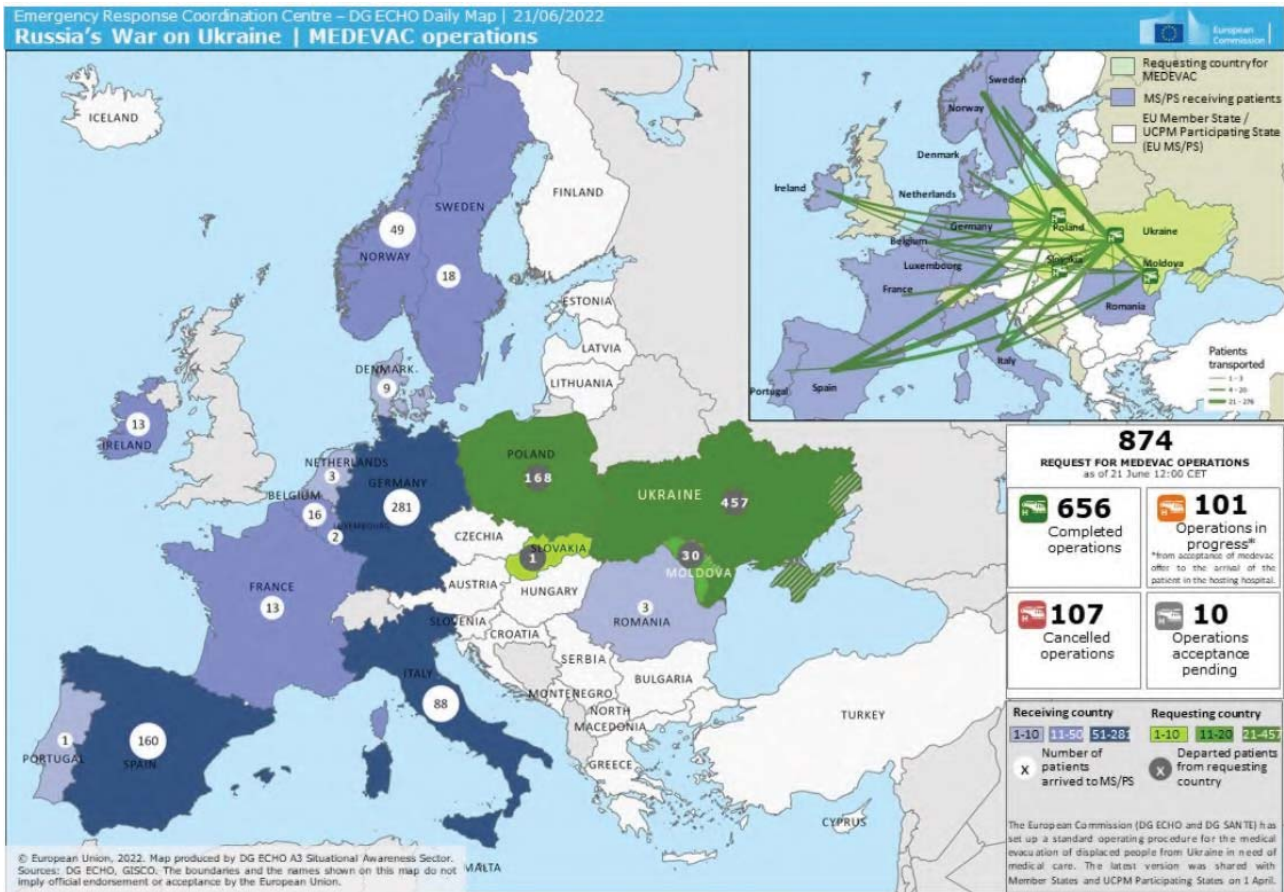 Emergency Response Coordination Centre – DG ECHO Daily Map | 21/06/2022
Russia's War on Ukraine | MEDEVAC operations
European
Commission
ICELAND
FINLAND
SWEDEN
49
NORWAY
18
ESTONIA
LATVIA
DENMARK
9
LITHUANIA
13
IRELAND
NETHERLANDS
3
POLAND
168
GERMANY
BELGIUM
281
UKRAINE
457
16
2
CZECHIA
SLOVAKIA
1
30
MOLDOVA
AUSTRIA
HUNGARY
FRANCE
13
3
ROMANIA
SLOVENIA
CROATIA
SERBIA
ITALY
BULGARIA
88
MONTENEGRO
NORTH
MACEDONIA
TURKEY
1
PORTUGAL
160
SPAIN
GREECE
CYPRUS
MALTA
Sweden
Norway
Denmark
Ireland
Netherlands
Germany
Poland
Ukraine
Belgium
Slovakia
Moldova
Luxembourg
France
Romania
Italy
Portugal
Spain
Requesting country for
MEDEVAC
MS/PS receiving patients
EU Member State /
UCPM Participating State
(EU MS/PS)
Patients
transported
1 - 3
4 - 20
21 - 276
874
REQUEST FOR MEDEVAC OPERATIONS
as of 21 June 12:00 CET
656
Completed
operations
101
Operations in
progress*
*from acceptance of medevac
offer to the arrival of the
patient in the hosting hospital.
107
Cancelled
operations
10
Operations
acceptance
pending
Receiving country
1-10 11-50 51-281
Number of
x patients
arrived to MS/PS
Requesting country
1-10 11-20 21-457
Departed patients
x from requesting
country
The European Commission (DG ECHO and DG SANTE) has
set up a standard operating procedure for the medical
evacuation of displaced people from Ukraine in need of
medical care. The latest version was shared with
Member States and UCPM Participating States on 1 April.
© European Union, 2022. Map produced by DG ECHO A3 Situational Awareness Sector.
Sources: DG ECHO, GISCO. The boundaries and the names shown on this map do not
imply official endorsement or acceptance by the European Union.